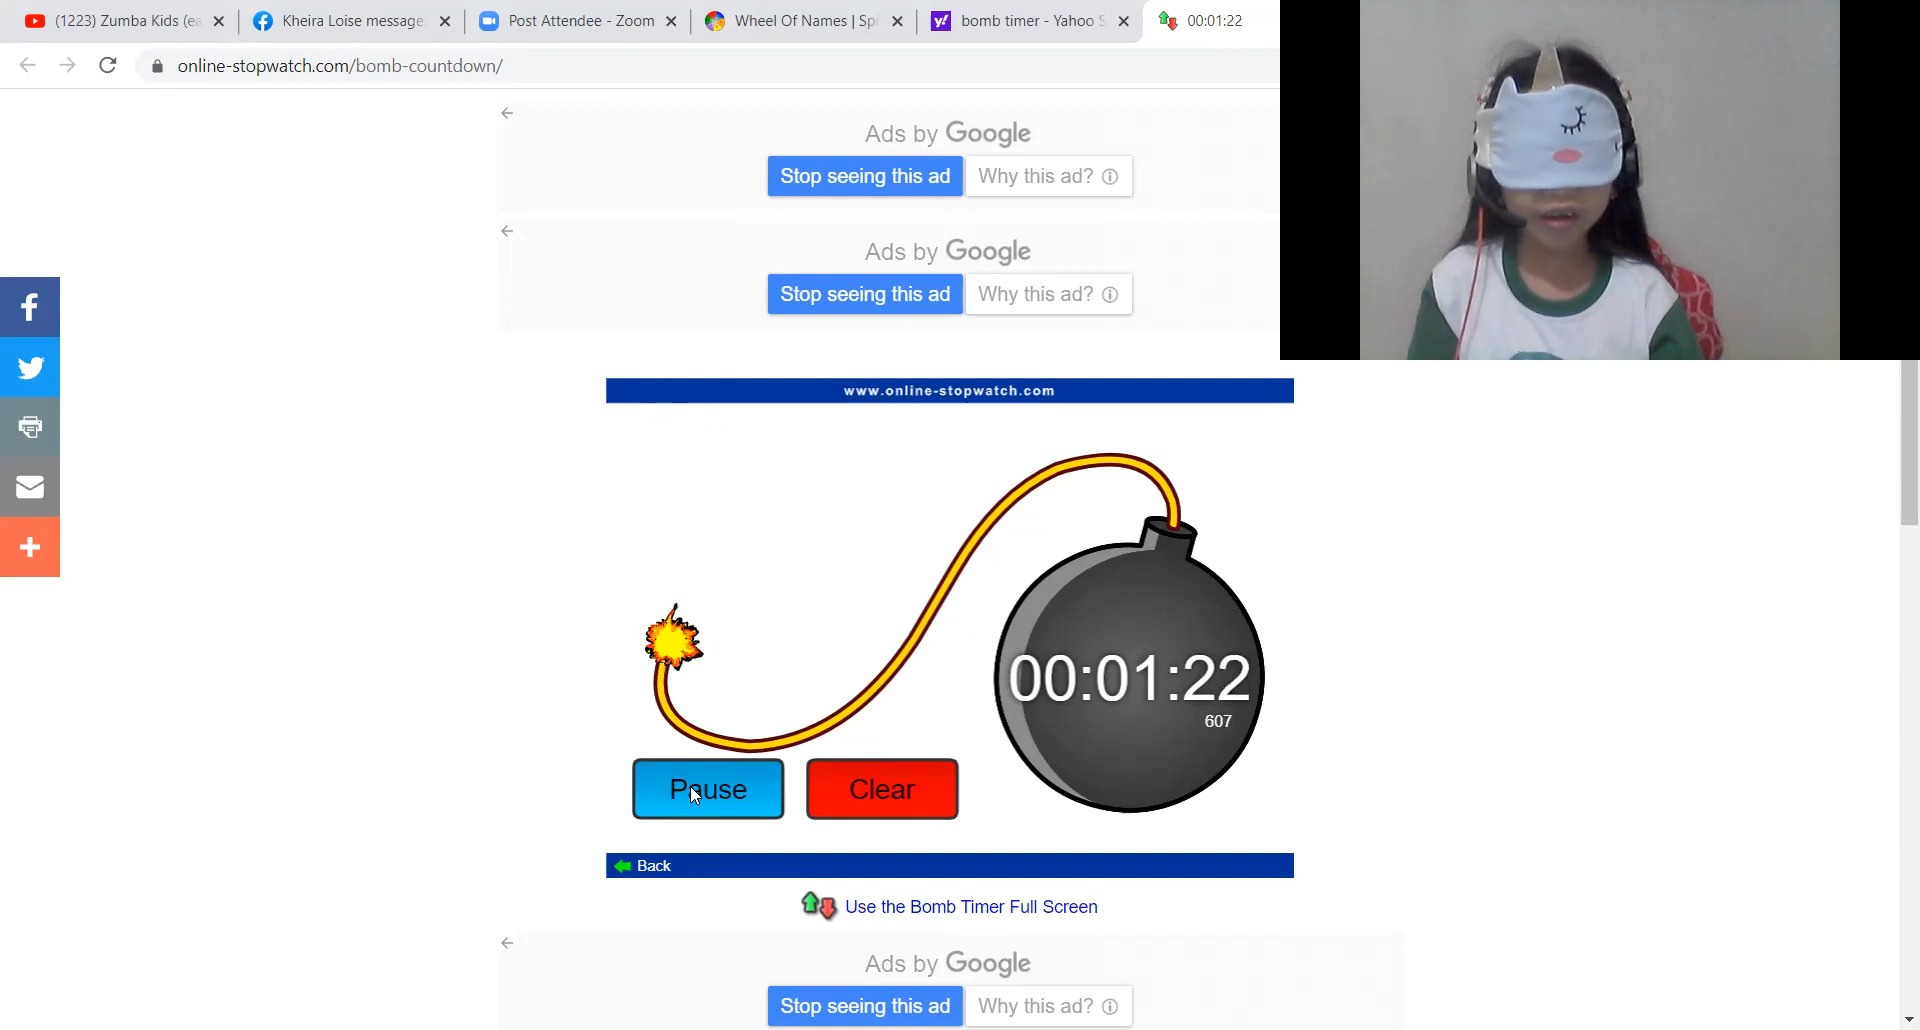 (1223) Zumba Kids (ea
Kheira Loise message
Post Attendee - Zoom
Wheel Of Names | Spi
bomb timer - Yahoo S
00:01:22
online-stopwatch.com/bomb-countdown/
Ads by Google
Stop seeing this ad
Why this ad?
Ads by Google
Stop seeing this ad
Why this ad?
www.online-stopwatch.com
00:01:22
607
Pause
Clear
Back
Use the Bomb Timer Full Screen
Ads by Google
Stop seeing this ad
Why this ad?